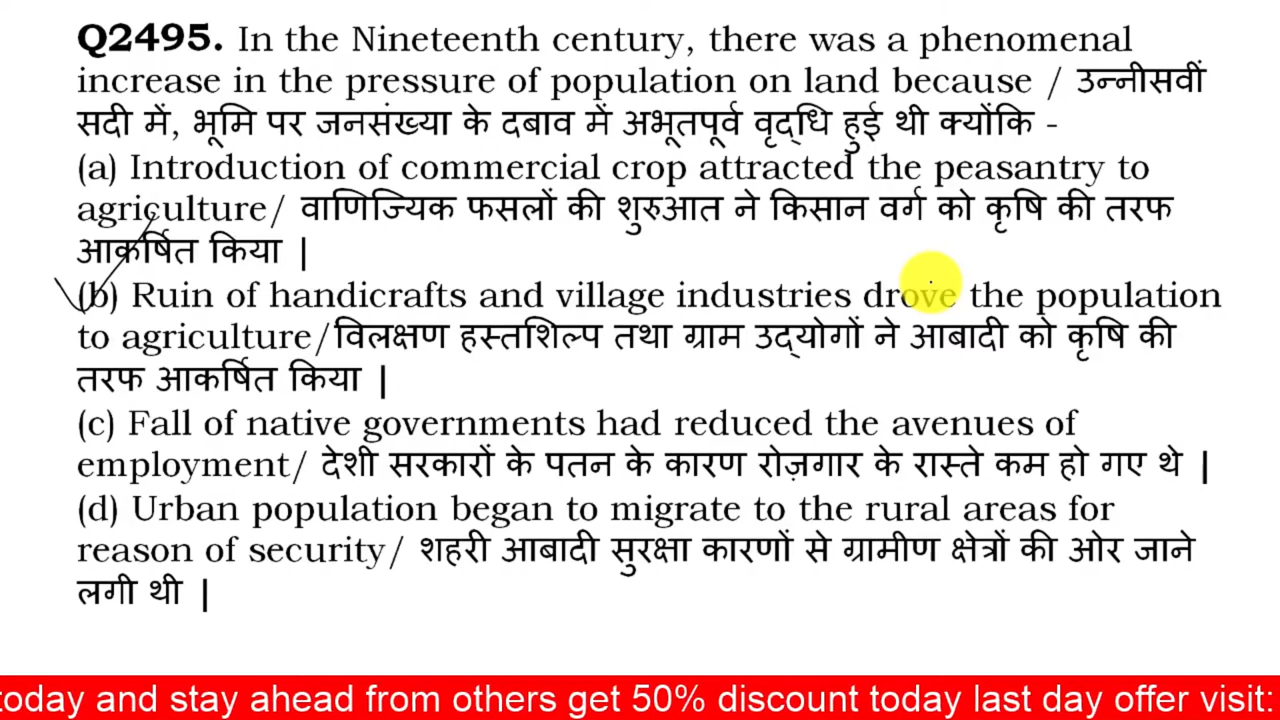 Q2495. In the Nineteenth century, there was a phenomenal
increase in the pressure of population on land because / उन्नीसवीं
सदी में, भूमि पर जनसंख्या के दबाव में अभूतपूर्व वृद्धि हुई थी क्योंकि -
(a) Introduction of commercial crop attracted the peasantry to
agriculture/ वाणिज्यिक फसलों की शुरुआत ने किसान वर्ग को कृषि की तरफ
आकर्षित किया |
(b) Ruin of handicrafts and village industries drove the population
to agriculture/विलक्षण हस्तशिल्प तथा ग्राम उद्योगों ने आबादी को कृषि की
तरफ आकर्षित किया |
(c) Fall of native governments had reduced the avenues of
employment/ देशी सरकारों के पतन के कारण रोज़गार के रास्ते कम हो गए थे |
(d) Urban population began to migrate to the rural areas for
reason of security/ शहरी आबादी सुरक्षा कारणों से ग्रामीण क्षेत्रों की ओर जाने
लगी थी |
today and stay ahead from others get 50% discount today last day offer visit: